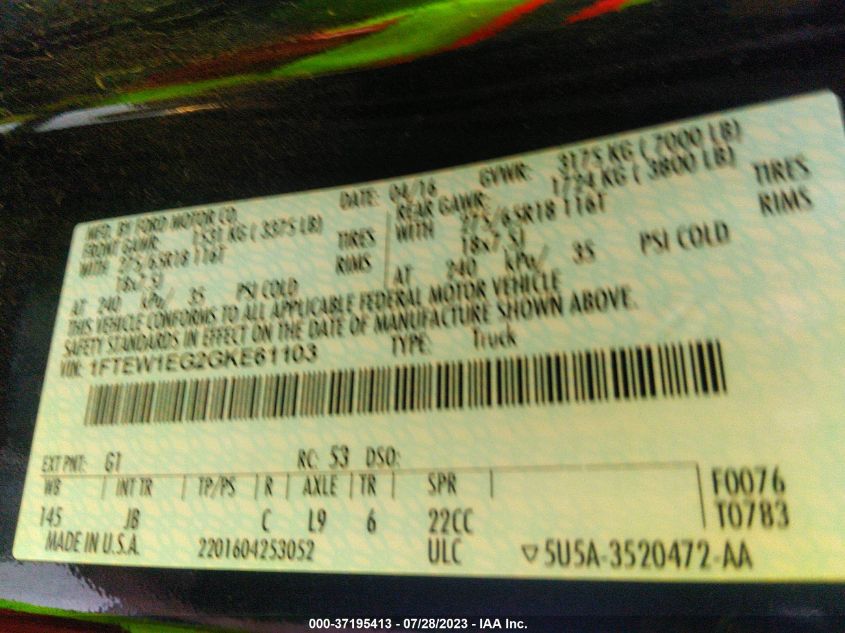 MFD. BY FORD MOTOR CO. DATE: 04/16 GVWR: 3175 KG ( 7000 LB)
FRONT GAWR: 1531 KG ( 3375 LB) REAR GAWR: 1724 KG ( 3800 LB)
WITH 275/65R18 116T TIRES WITH 275/65R18 116T TIRES
18x7.5J RIMS 18x7.5J RIMS
AT 240 kPa/ 35 PSI COLD AT 240 kPa/ 35 PSI COLD
THIS VEHICLE CONFORMS TO ALL APPLICABLE FEDERAL MOTOR VEHICLE
SAFETY STANDARDS IN EFFECT ON THE DATE OF MANUFACTURE SHOWN ABOVE.
VIN: 1FTEW1EG2GKE61103 TYPE: Truck
EXT PNT: G1 RC: 53 DSO:
WB INT TR TP/PS R AXLE TR SPR F0076
145 JB C L9 6 22CC T0783
MADE IN U.S.A. 2201604253052 ULC ▽5U5A-3520472-AA
000-37195413 - 07/28/2023 - IAA Inc.